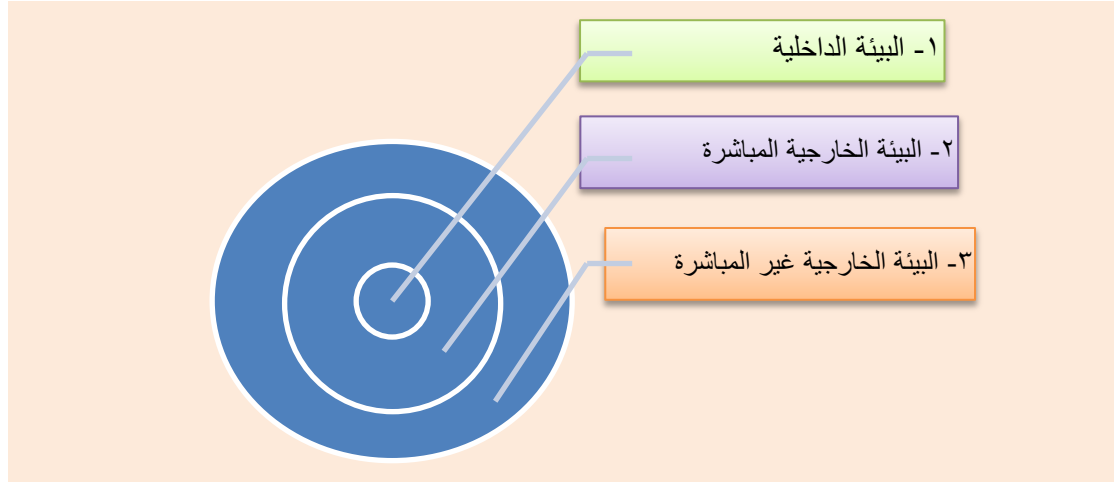 ١- البيئة الداخلية
٢- البيئة الخارجية المباشرة
٣- البيئة الخارجية غير المباشرة